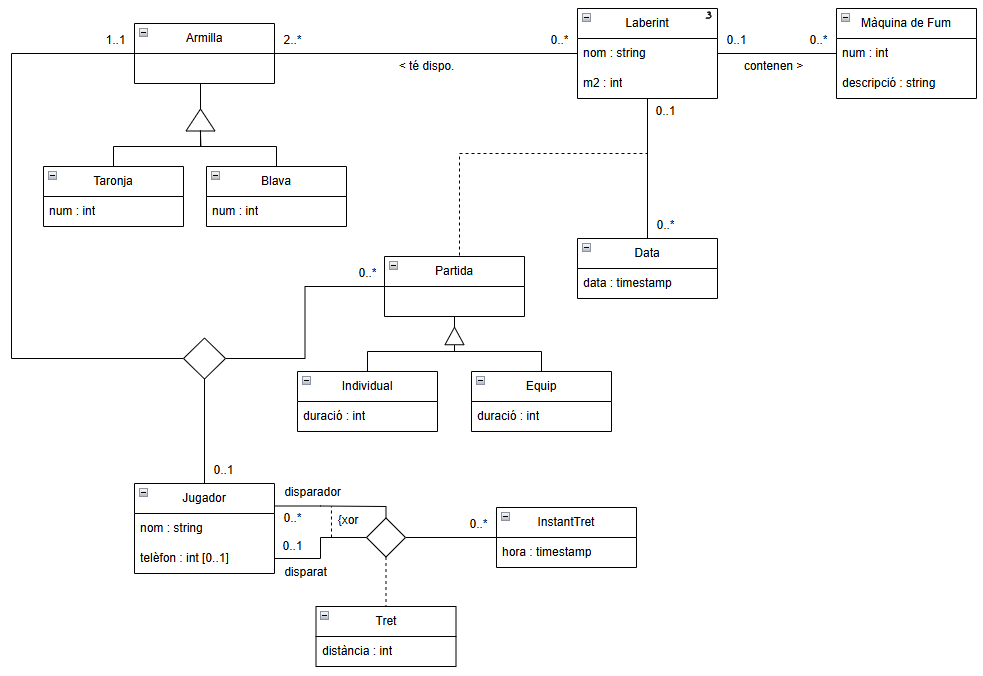 Armilla
1..1
2..*
0..*
< té dispo.
Laberint
3
nom : string
m2 : int
0..1
0..*
contenen >
Màquina de Fum
num : int
descripció : string
0..1
0..*
Taronja
num : int
Blava
num : int
Data
data : timestamp
0..*
Partida
Individual
duració : int
Equip
duració : int
0..1
Jugador
nom : string
telèfon : int [0..1]
disparador
0..*
{xor
0..1
disparat
0..*
InstantTret
hora : timestamp
Tret
distància : int